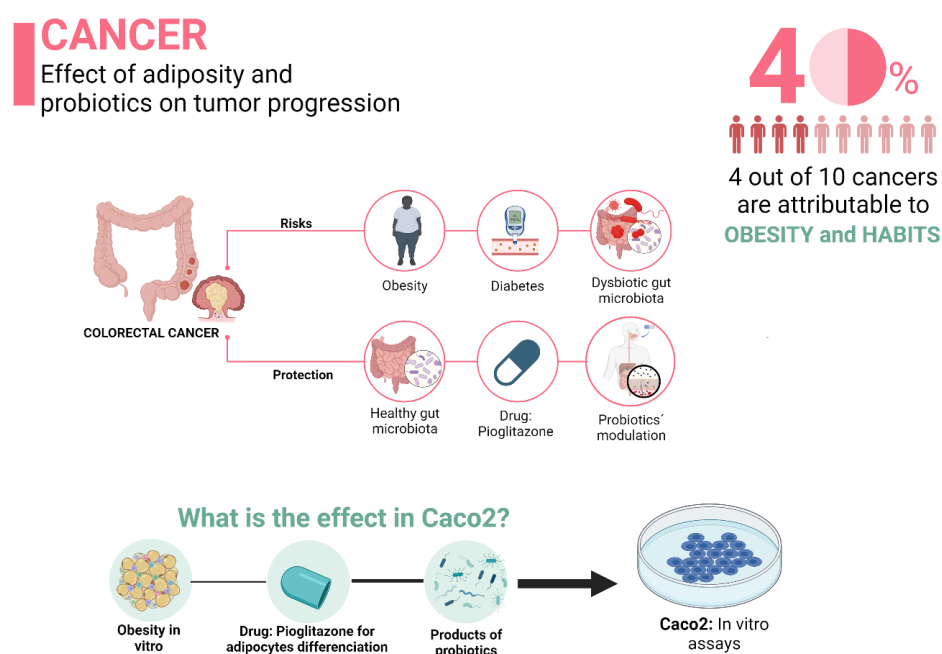 CANCER
Effect of adiposity and
probiotics on tumor progression
40%
4 out of 10 cancers
are attributable to
OBESITY and HABITS
COLORECTAL CANCER
Risks
Obesity
Diabetes
Dysbiotic gut
microbiota
Protection
Healthy gut
microbiota
Drug:
Pioglitazone
Probiotics´
modulation
What is the effect in Caco2?
Obesity in
vitro
Drug: Pioglitazone for
adipocytes differenciation
Products of
probiotics
Caco2: In vitro
assays